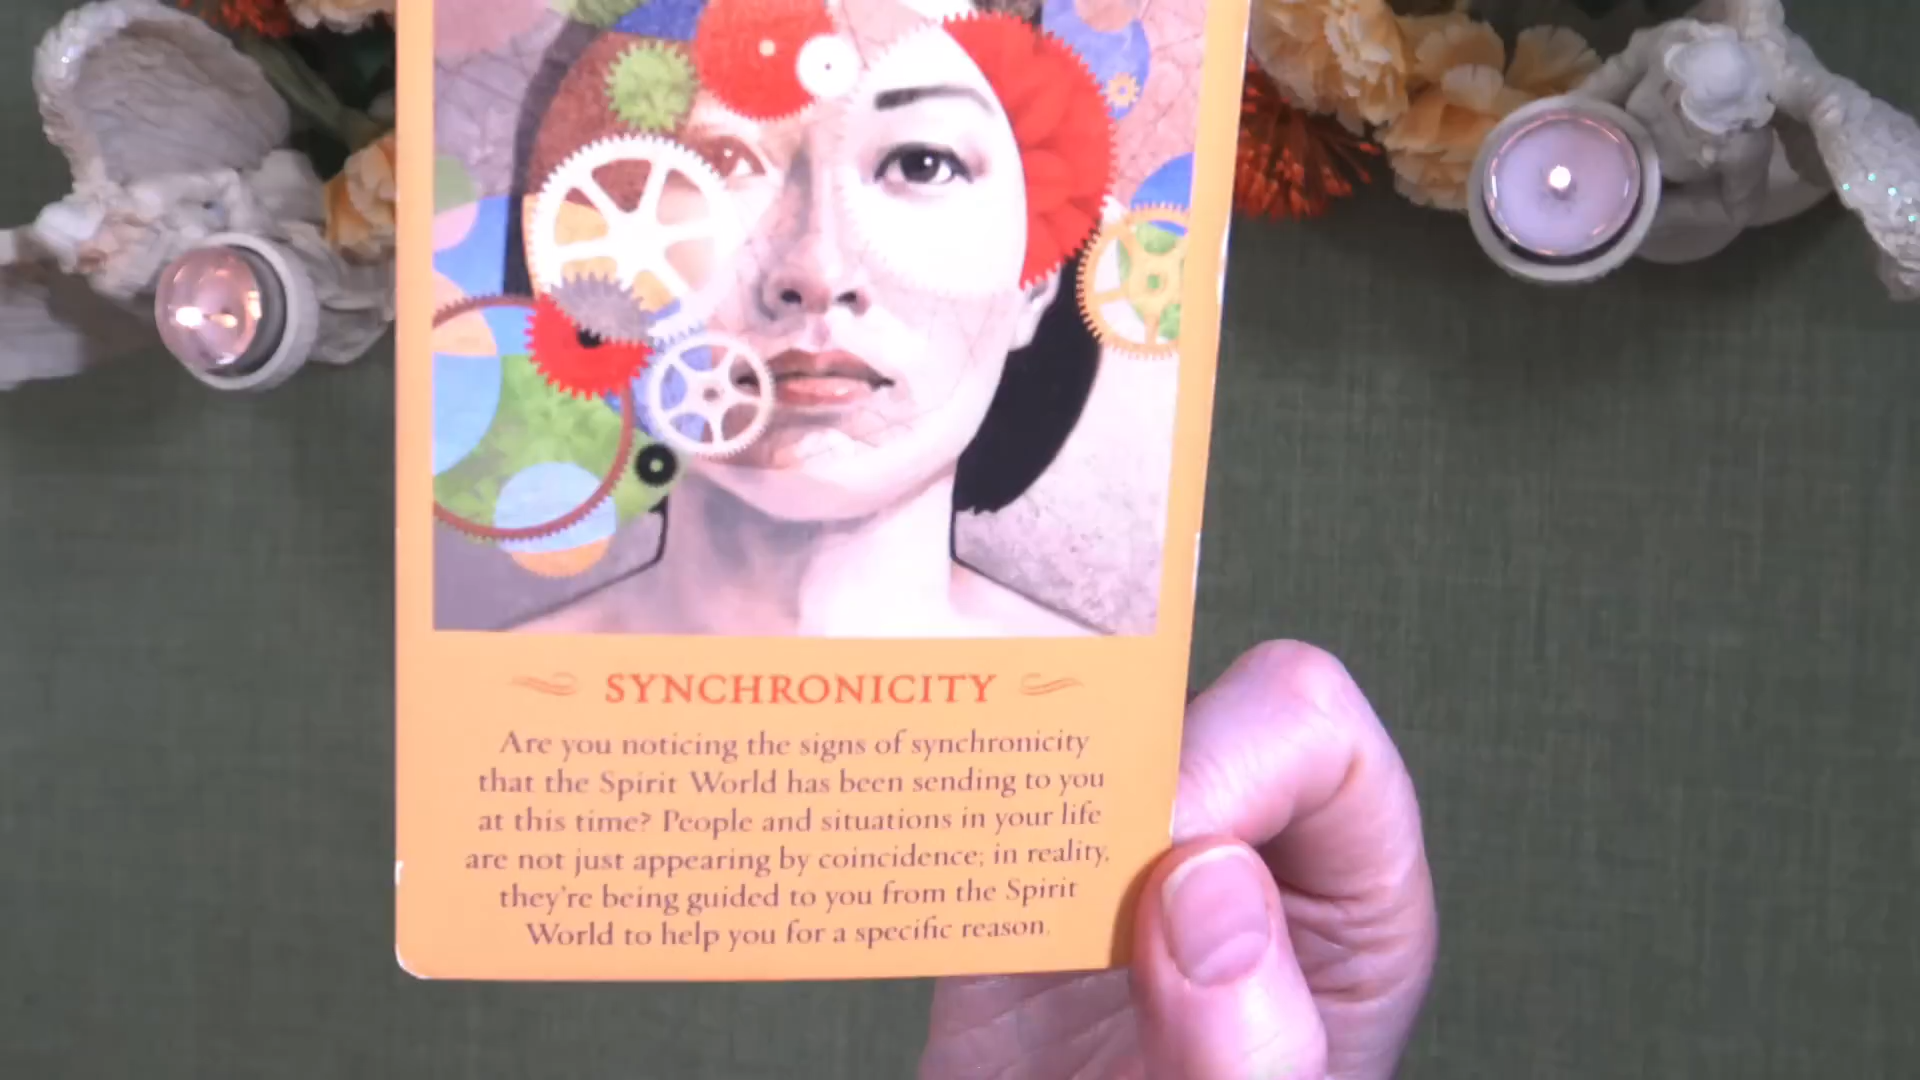 SYNCHRONICITY
Are you noticing the signs of synchronicity
that the Spirit World has been sending to you
at this time? People and situations in your life
are not just appearing by coincidence; in reality,
they're being guided to you from the Spirit
World to help you for a specific reason.